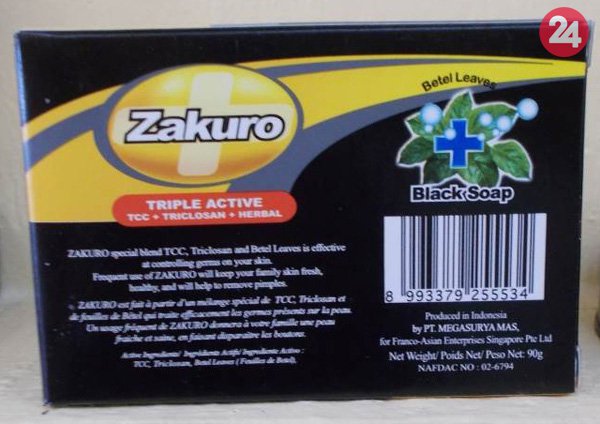 24
Zakuro
TRIPLE ACTIVE
TCC + TRICLOSAN + HERBAL
Betel Leaves
Black Soap
ZAKURO special blend TCC, Triclosan and Betel Leaves is effective
at controlling germs on your skin.
Frequent use of ZAKURO will keep your family skin fresh,
healthy, and will help to remove pimples.
ZAKURO est fait à partir d'un mélange spécial de TCC, Triclosan et
de feuilles de Bétel qui traite efficacement les germes présents sur la peau.
Un usage fréquent de ZAKURO donnera à votre famille une peau
fraiche et saine, en faisant disparaitre les boutons.
Active Ingredient/ Ingrédients Actifs/ Ingrediente Activo :
TCC, Triclosan, Betel Leaves ( Feuilles de Betel).
8 993379 255534
Produced in Indonesia
by PT. MEGASURYA MAS,
for Franco-Asian Enterprises Singapore Pte Ltd
Net Weight/ Poids Net/ Peso Net: 90g
NAFDAC NO : 02-6794